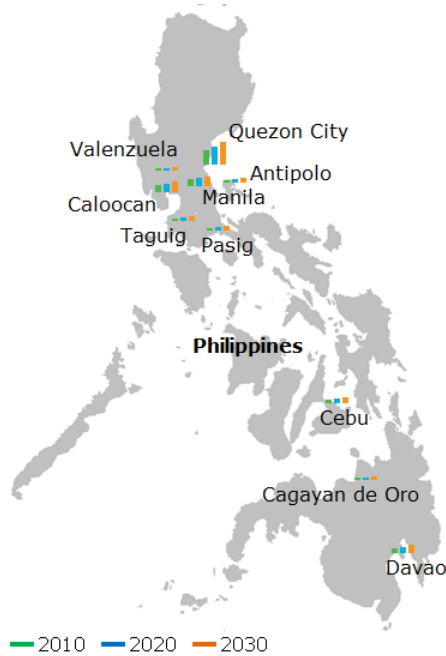 Quezon City
Valenzuela
Antipolo
Manila
Caloocan
Taguig
Pasig
Philippines
Cebu
Cagayan de Oro
Davao
2010 2020 2030